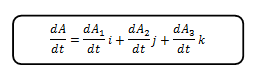 dA/dt = dA₁/dt i + dA₂/dt j + dA₃/dt k